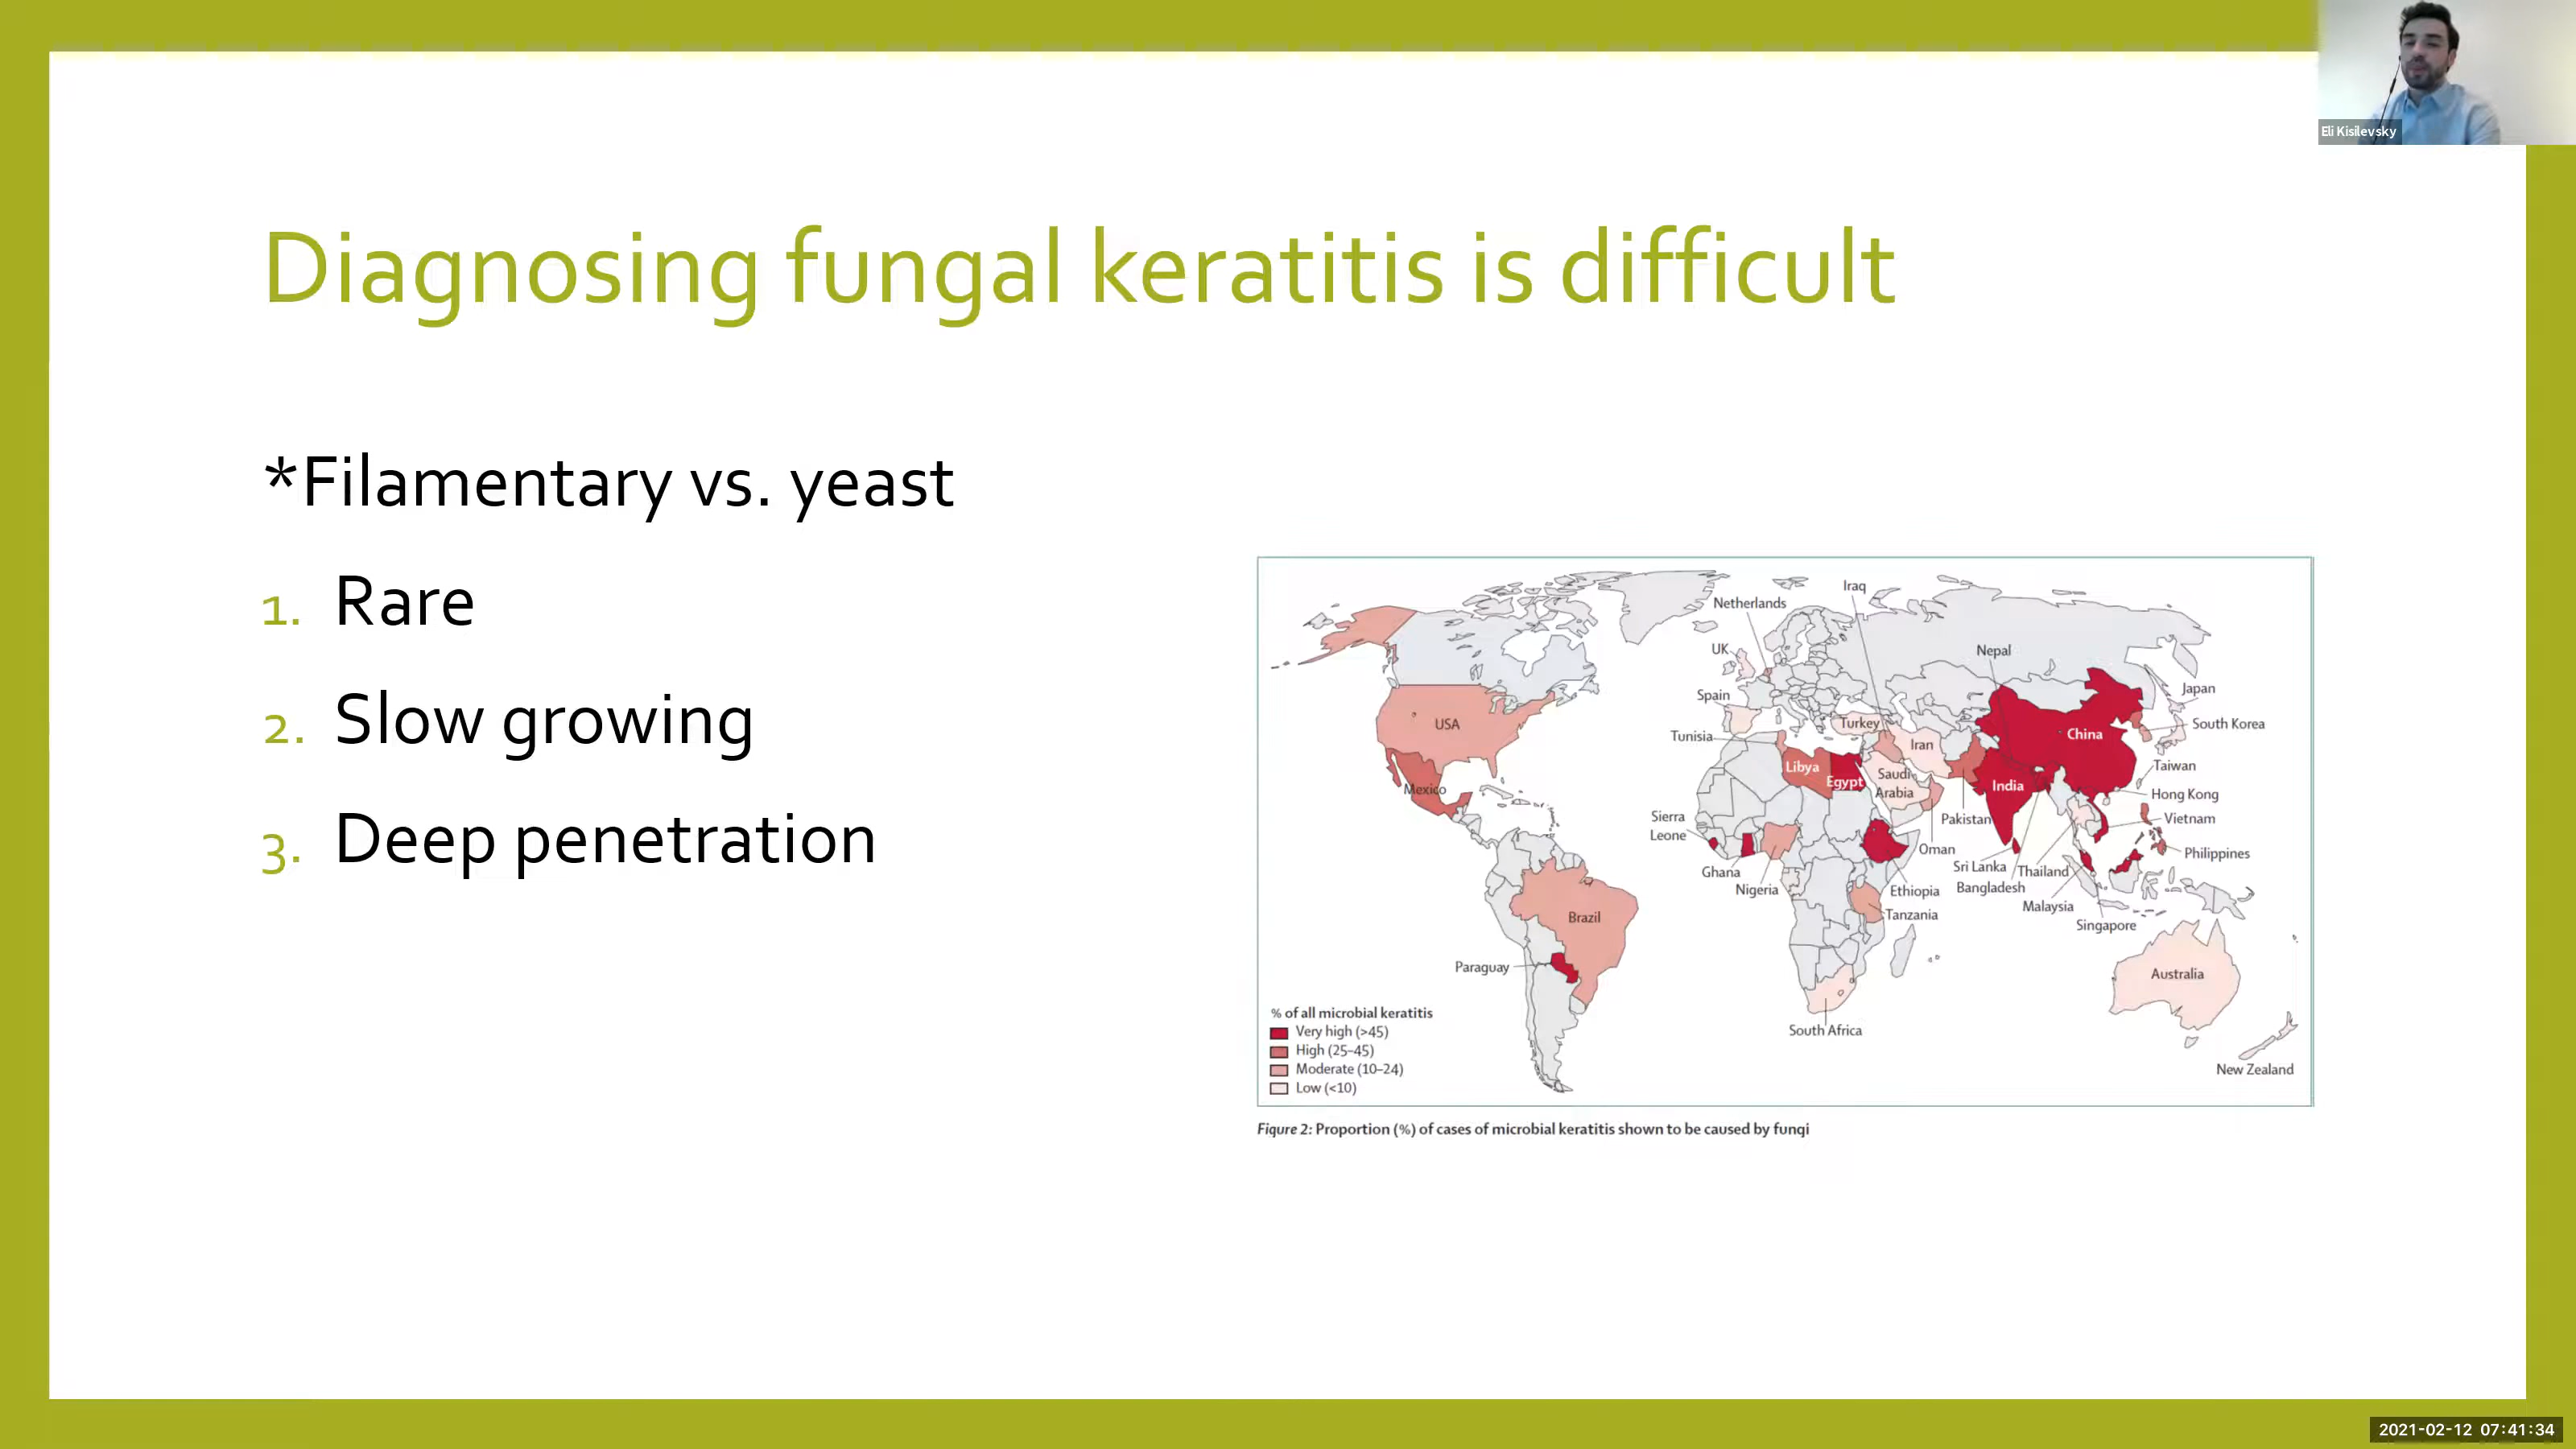 Eli Kisilevsky
Diagnosing fungal keratitis is difficult
*Filamentary vs. yeast
1. Rare
2. Slow growing
3. Deep penetration
Iraq
Netherlands
UK
Nepal
Spain
Japan
USA
Turkey
South Korea
Tunisia
China
Iran
Libya
Taiwan
Egypt
Saudi
Arabia
India
Mexico
Hong Kong
Sierra
Leone
Pakistan
Vietnam
Oman
Philippines
Ghana
Sri Lanka
Thailand
Nigeria
Ethiopia
Bangladesh
Malaysia
Tanzania
Brazil
Singapore
Paraguay
Australia
South Africa
New Zealand
% of all microbial keratitis
Very high (>45)
High (25–45)
Moderate (10–24)
Low (<10)
Figure 2: Proportion (%) of cases of microbial keratitis shown to be caused by fungi
2021-02-12 07:41:34